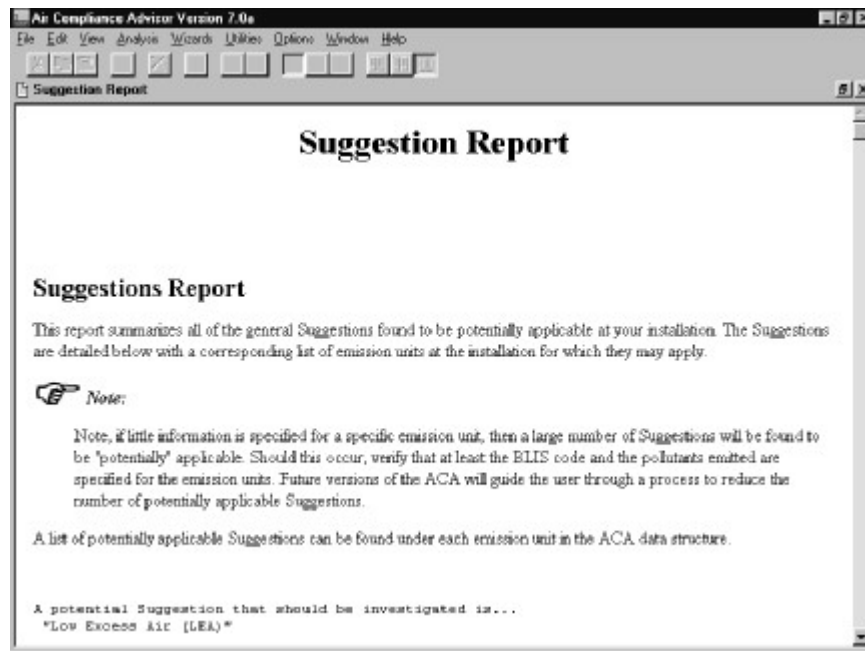 Air Compliance Advisor Version 7.0a
File Edit View Analysis Wizards Utilities Options Window Help
Suggestion Report
Suggestion Report
Suggestions Report
This report summarizes all of the general Suggestions found to be potentially applicable at your installation. The Suggestions
are detailed below with a corresponding list of emission units at the installation for which they may apply.
Note:
Note, if little information is specified for a specific emission unit, then a large number of Suggestions will be found to
be "potentially" applicable. Should this occur, verify that at least the BLIS code and the pollutants emitted are
specified for the emission units. Future versions of the ACA will guide the user through a process to reduce the
number of potentially applicable Suggestions.
A list of potentially applicable Suggestions can be found under each emission unit in the ACA data structure.
A potential Suggestion that should be investigated is...
"Low Excess Air (LEA)"